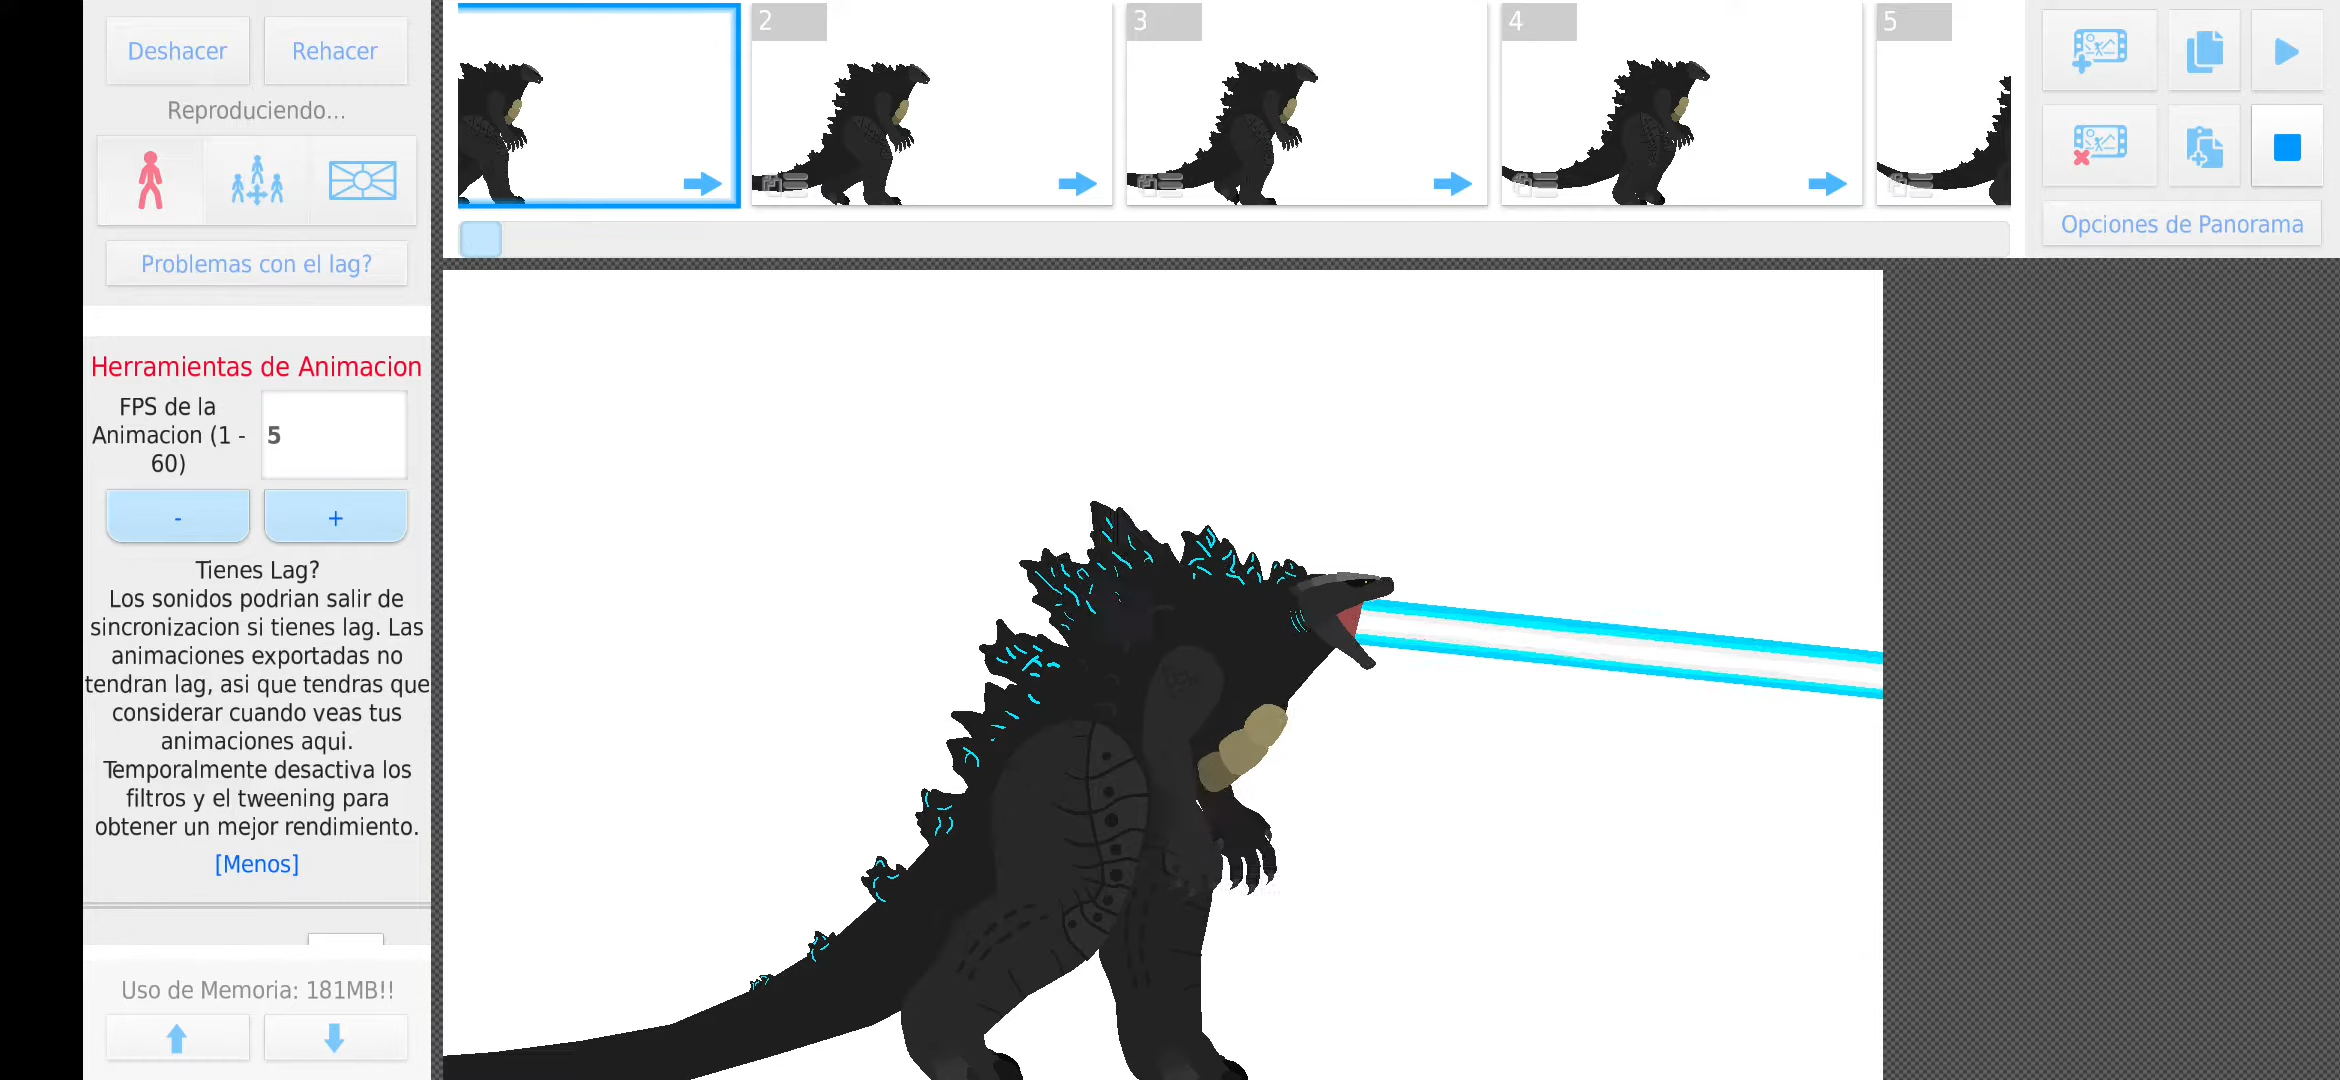 Deshacer Rehacer
Reproduciendo...
Problemas con el lag?
Herramientas de Animacion
FPS de la
Animacion (1 -
60)
5
- +
Tienes Lag?
Los sonidos podrian salir de
sincronizacion si tienes lag. Las
animaciones exportadas no
tendran lag, asi que tendras que
considerar cuando veas tus
animaciones aqui.
Temporalmente desactiva los
filtros y el tweening para
obtener un mejor rendimiento.
[Menos]
Uso de Memoria: 181MB!!
2 3 4 5
Opciones de Panorama